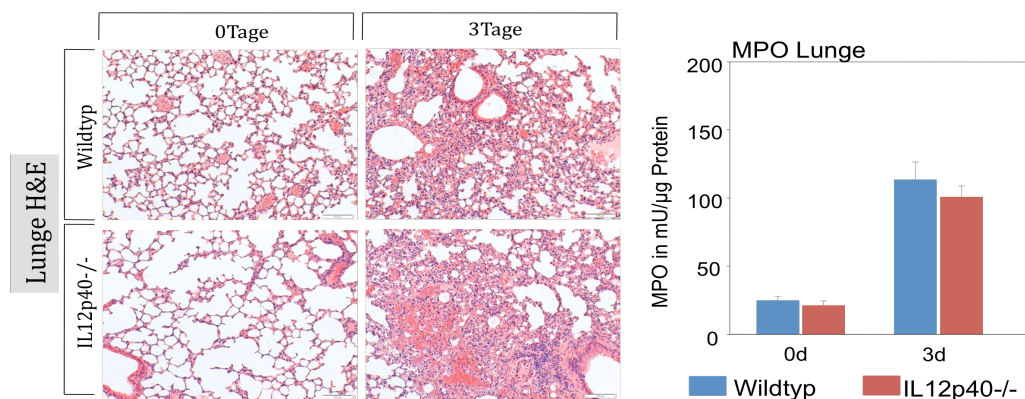 0Tage
3Tage
Lunge H&E
Wildtyp
IL12p40-/-
MPO Lunge
MPO in mU/µg Protein
200
150
100
50
0
0d
3d
Wildtyp
IL12p40-/-